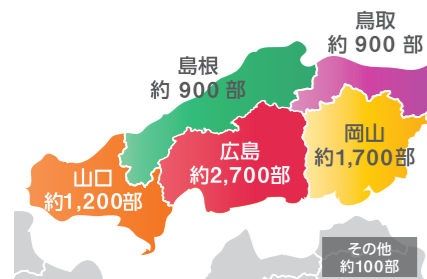 鳥取
約 900 部
島根
約 900 部
岡山
約1,700部
広島
約2,700部
山口
約1,200部
その他
約100部